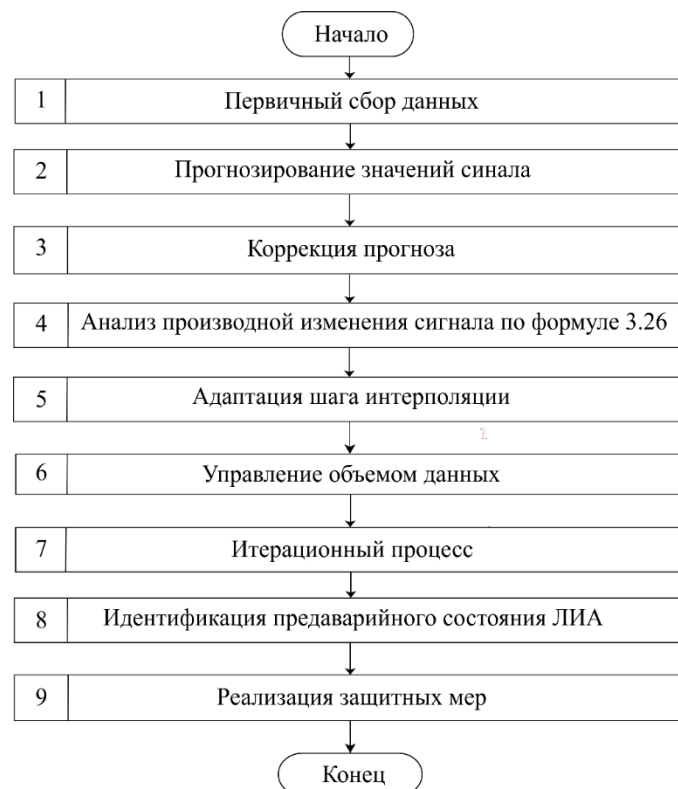 Начало
1 Первичный сбор данных
2 Прогнозирование значений синала
3 Коррекция прогноза
4 Анализ производной изменения сигнала по формуле 3.26
5 Адаптация шага интерполяции
6 Управление объемом данных
7 Итерационный процесс
8 Идентификация предаварийного состояния ЛИА
9 Реализация защитных мер
Конец